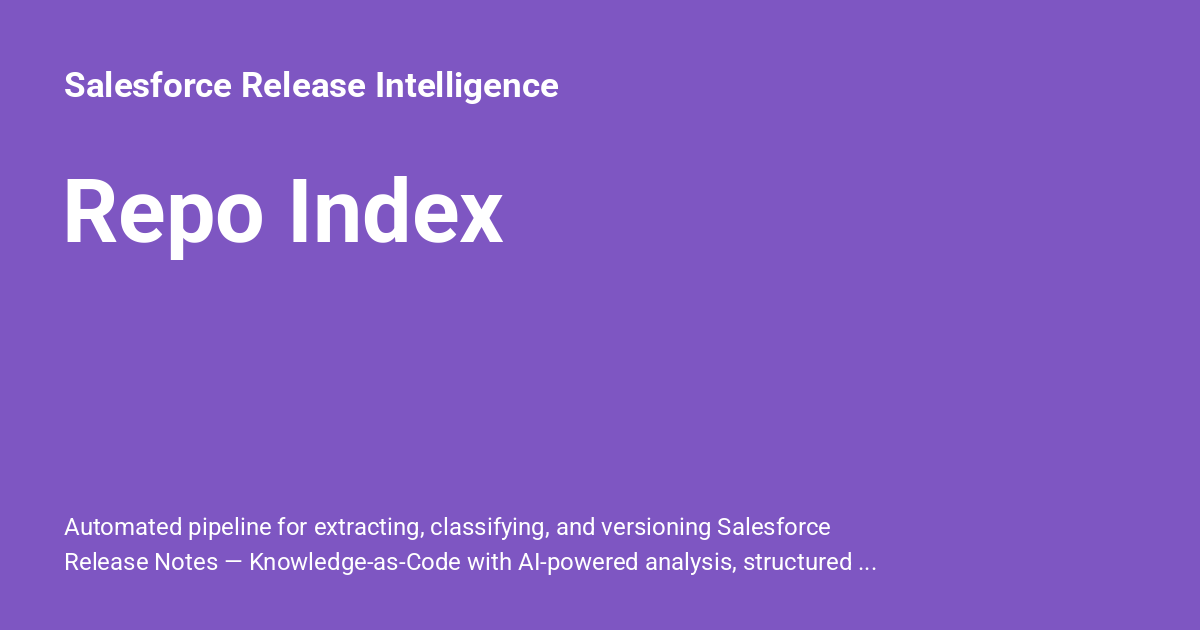 Salesforce Release Intelligence
Repo Index
Automated pipeline for extracting, classifying, and versioning Salesforce
Release Notes — Knowledge-as-Code with AI-powered analysis, structured ...